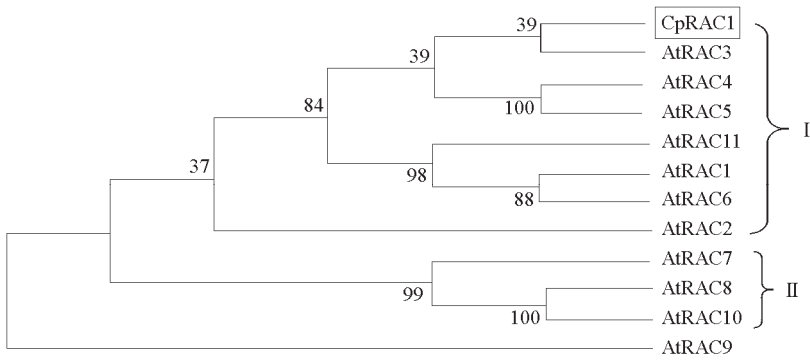 CpRAC1
39
AtRAC3
39
AtRAC4
84
100
AtRAC5
I
AtRAC11
37
98
AtRAC1
88
AtRAC6
AtRAC2
AtRAC7
99
AtRAC8
II
100
AtRAC10
AtRAC9